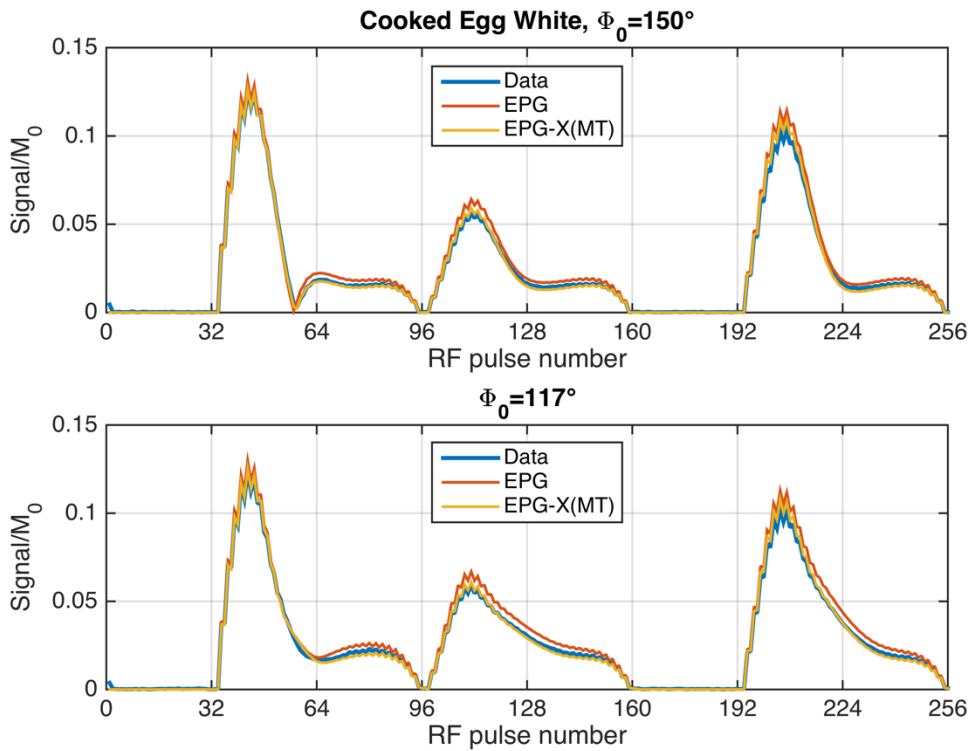 Cooked Egg White, Φ₀=150°
0.15
0.1
0.05
0
Signal/M₀
Data
EPG
EPG-X(MT)
0 32 64 96 128 160 192 224 256
RF pulse number
Φ₀=117°
0.15
0.1
0.05
0
Signal/M₀
Data
EPG
EPG-X(MT)
0 32 64 96 128 160 192 224 256
RF pulse number